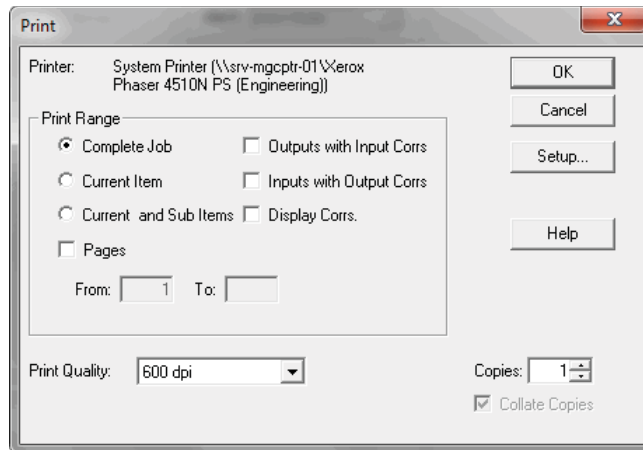 Print
Printer: System Printer (\\srv-mgcptr-01\Xerox
Phaser 4510N PS (Engineering))
OK
Cancel
Setup...
Help
Print Range
Complete Job
Outputs with Input Corrs
Current Item
Inputs with Output Corrs
Current and Sub Items
Display Corrs.
Pages
From: 1 To:
Print Quality: 600 dpi
Copies: 1
Collate Copies